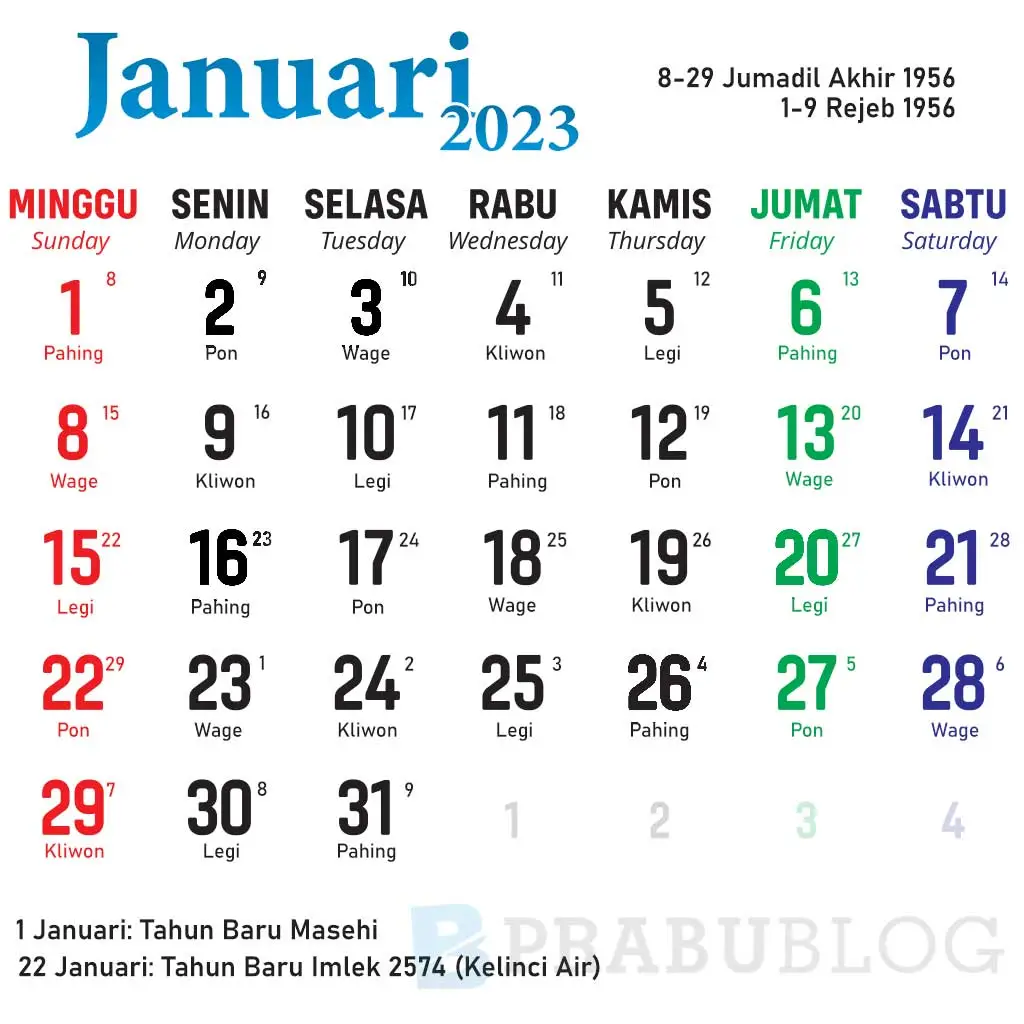 Januari
2023
8-29 Jumadil Akhir 1956
1-9 Rejeb 1956
MINGGU SENIN SELASA RABU KAMIS JUMAT SABTU
Sunday Monday Tuesday Wednesday Thursday Friday Saturday
8 9 10 11 12 13 14
1 2 3 4 5 6 7
Pahing Pon Wage Kliwon Legi Pahing Pon
15 16 17 18 19 20 21
8 9 10 11 12 13 14
Wage Kliwon Legi Pahing Pon Wage Kliwon
22 23 24 25 26 27 28
15 16 17 18 19 20 21
Legi Pahing Pon Wage Kliwon Legi Pahing
29 1 2 3 4 5 6
22 23 24 25 26 27 28
Pon Wage Kliwon Legi Pahing Pon Wage
7 8 9
29 30 31 1 2 3 4
Kliwon Legi Pahing
1 Januari: Tahun Baru Masehi
22 Januari: Tahun Baru Imlek 2574 (Kelinci Air)
PRABUBLOG